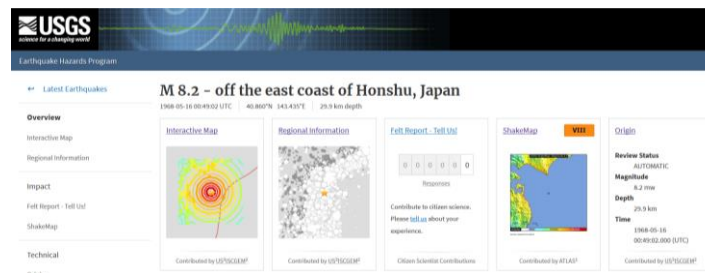 USGS
science for a changing world
Earthquake Hazards Program
Latest Earthquakes
Overview
Interactive Map
Regional Information
Impact
Felt Report - Tell Us!
ShakeMap
Technical
M 8.2 - off the east coast of Honshu, Japan
1968-05-16 00:49:02 UTC 40.860°N 143.435°E 29.9 km depth
Interactive Map
Contributed by US ISCGEM
Regional Information
Contributed by US ISCGEM
Felt Report - Tell Us!
0 0 0 0 0 0
Responses
Contribute to citizen science.
Please tell us about your
experience.
Citizen Scientist Contributions
ShakeMap VIII
Contributed by ATLAS
Origin
Review Status
AUTOMATIC
Magnitude
8.2 mw
Depth
29.9 km
Time
1968-05-16
00:49:02.000 (UTC)
Contributed by US ISCGEM